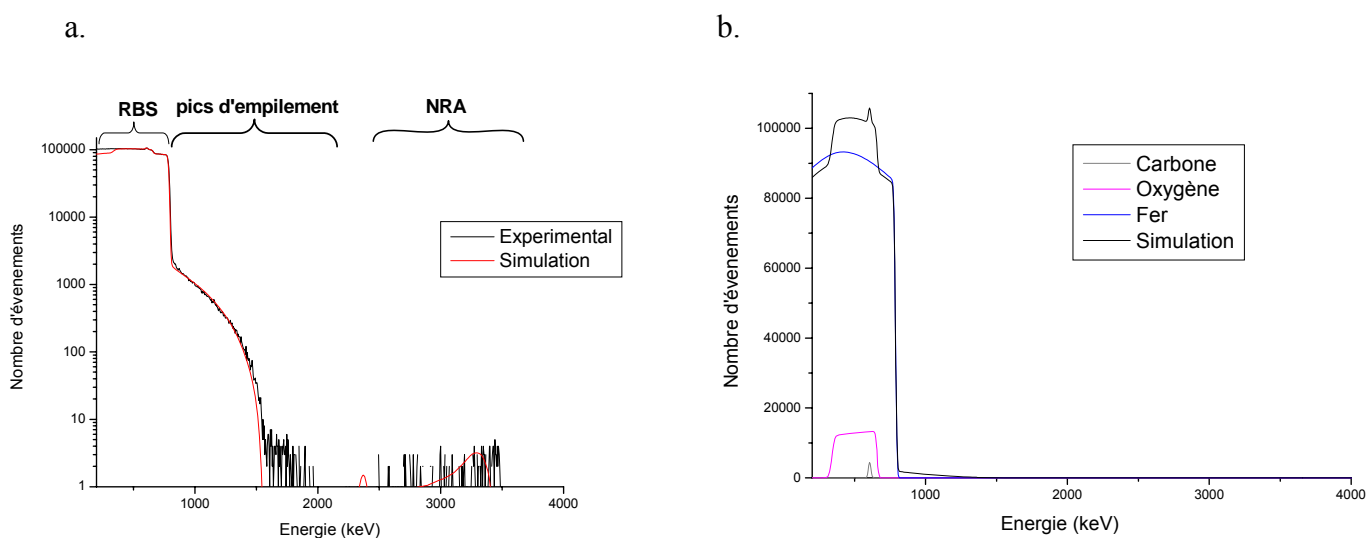 a.
RBS
pics d'empilement
NRA
100000
10000
1000
100
10
1
Nombre d'évenements
1000
2000
3000
4000
Energie (keV)
Experimental
Simulation
b.
100000
80000
60000
40000
20000
0
Nombre d'évenements
1000
2000
3000
4000
Energie (keV)
Carbone
Oxygène
Fer
Simulation